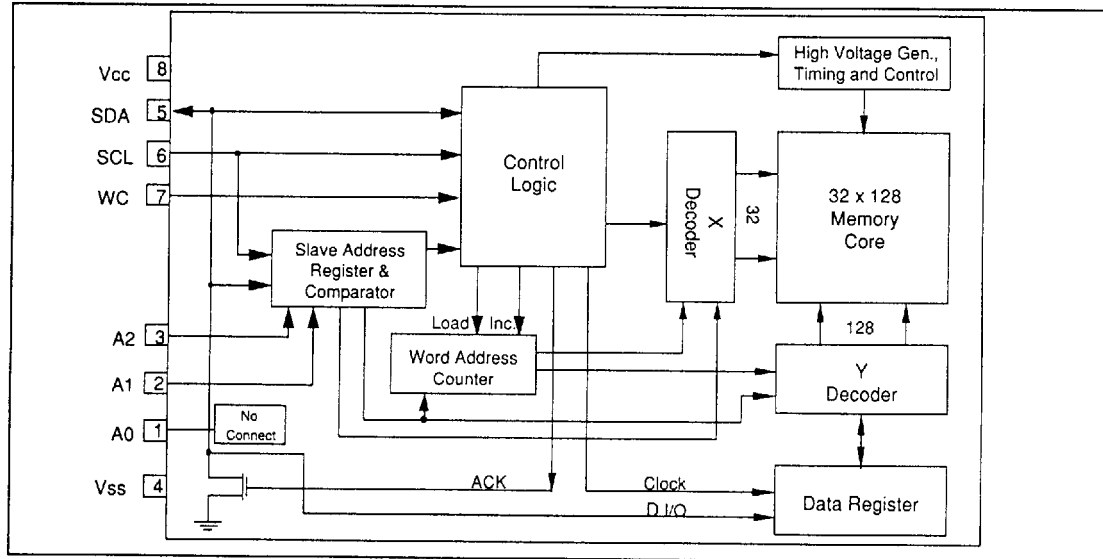 High Voltage Gen.,
Timing and Control
Vcc 8
SDA 5
SCL 6
WC 7
Control
Logic
X
Decoder
32
32 x 128
Memory
Core
Slave Address
Register &
Comparator
A2 3
Load Inc.
128
Word Address
Counter
Y
Decoder
A1 2
A0 1
No
Connect
Vss 4
ACK
Clock
D I/O
Data Register